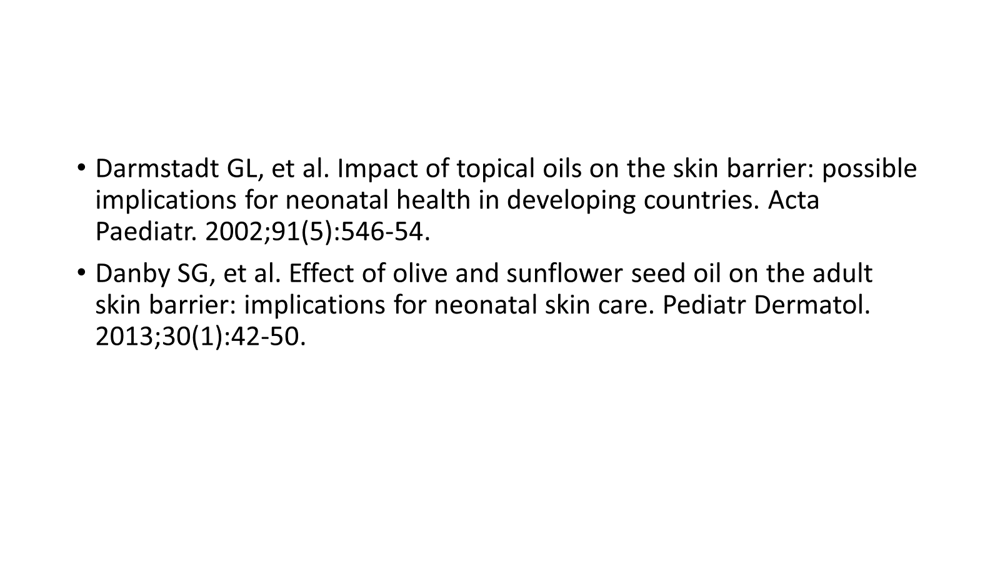 • Darmstadt GL, et al. Impact of topical oils on the skin barrier: possible
implications for neonatal health in developing countries. Acta
Paediatr. 2002;91(5):546-54.
• Danby SG, et al. Effect of olive and sunflower seed oil on the adult
skin barrier: implications for neonatal skin care. Pediatr Dermatol.
2013;30(1):42-50.